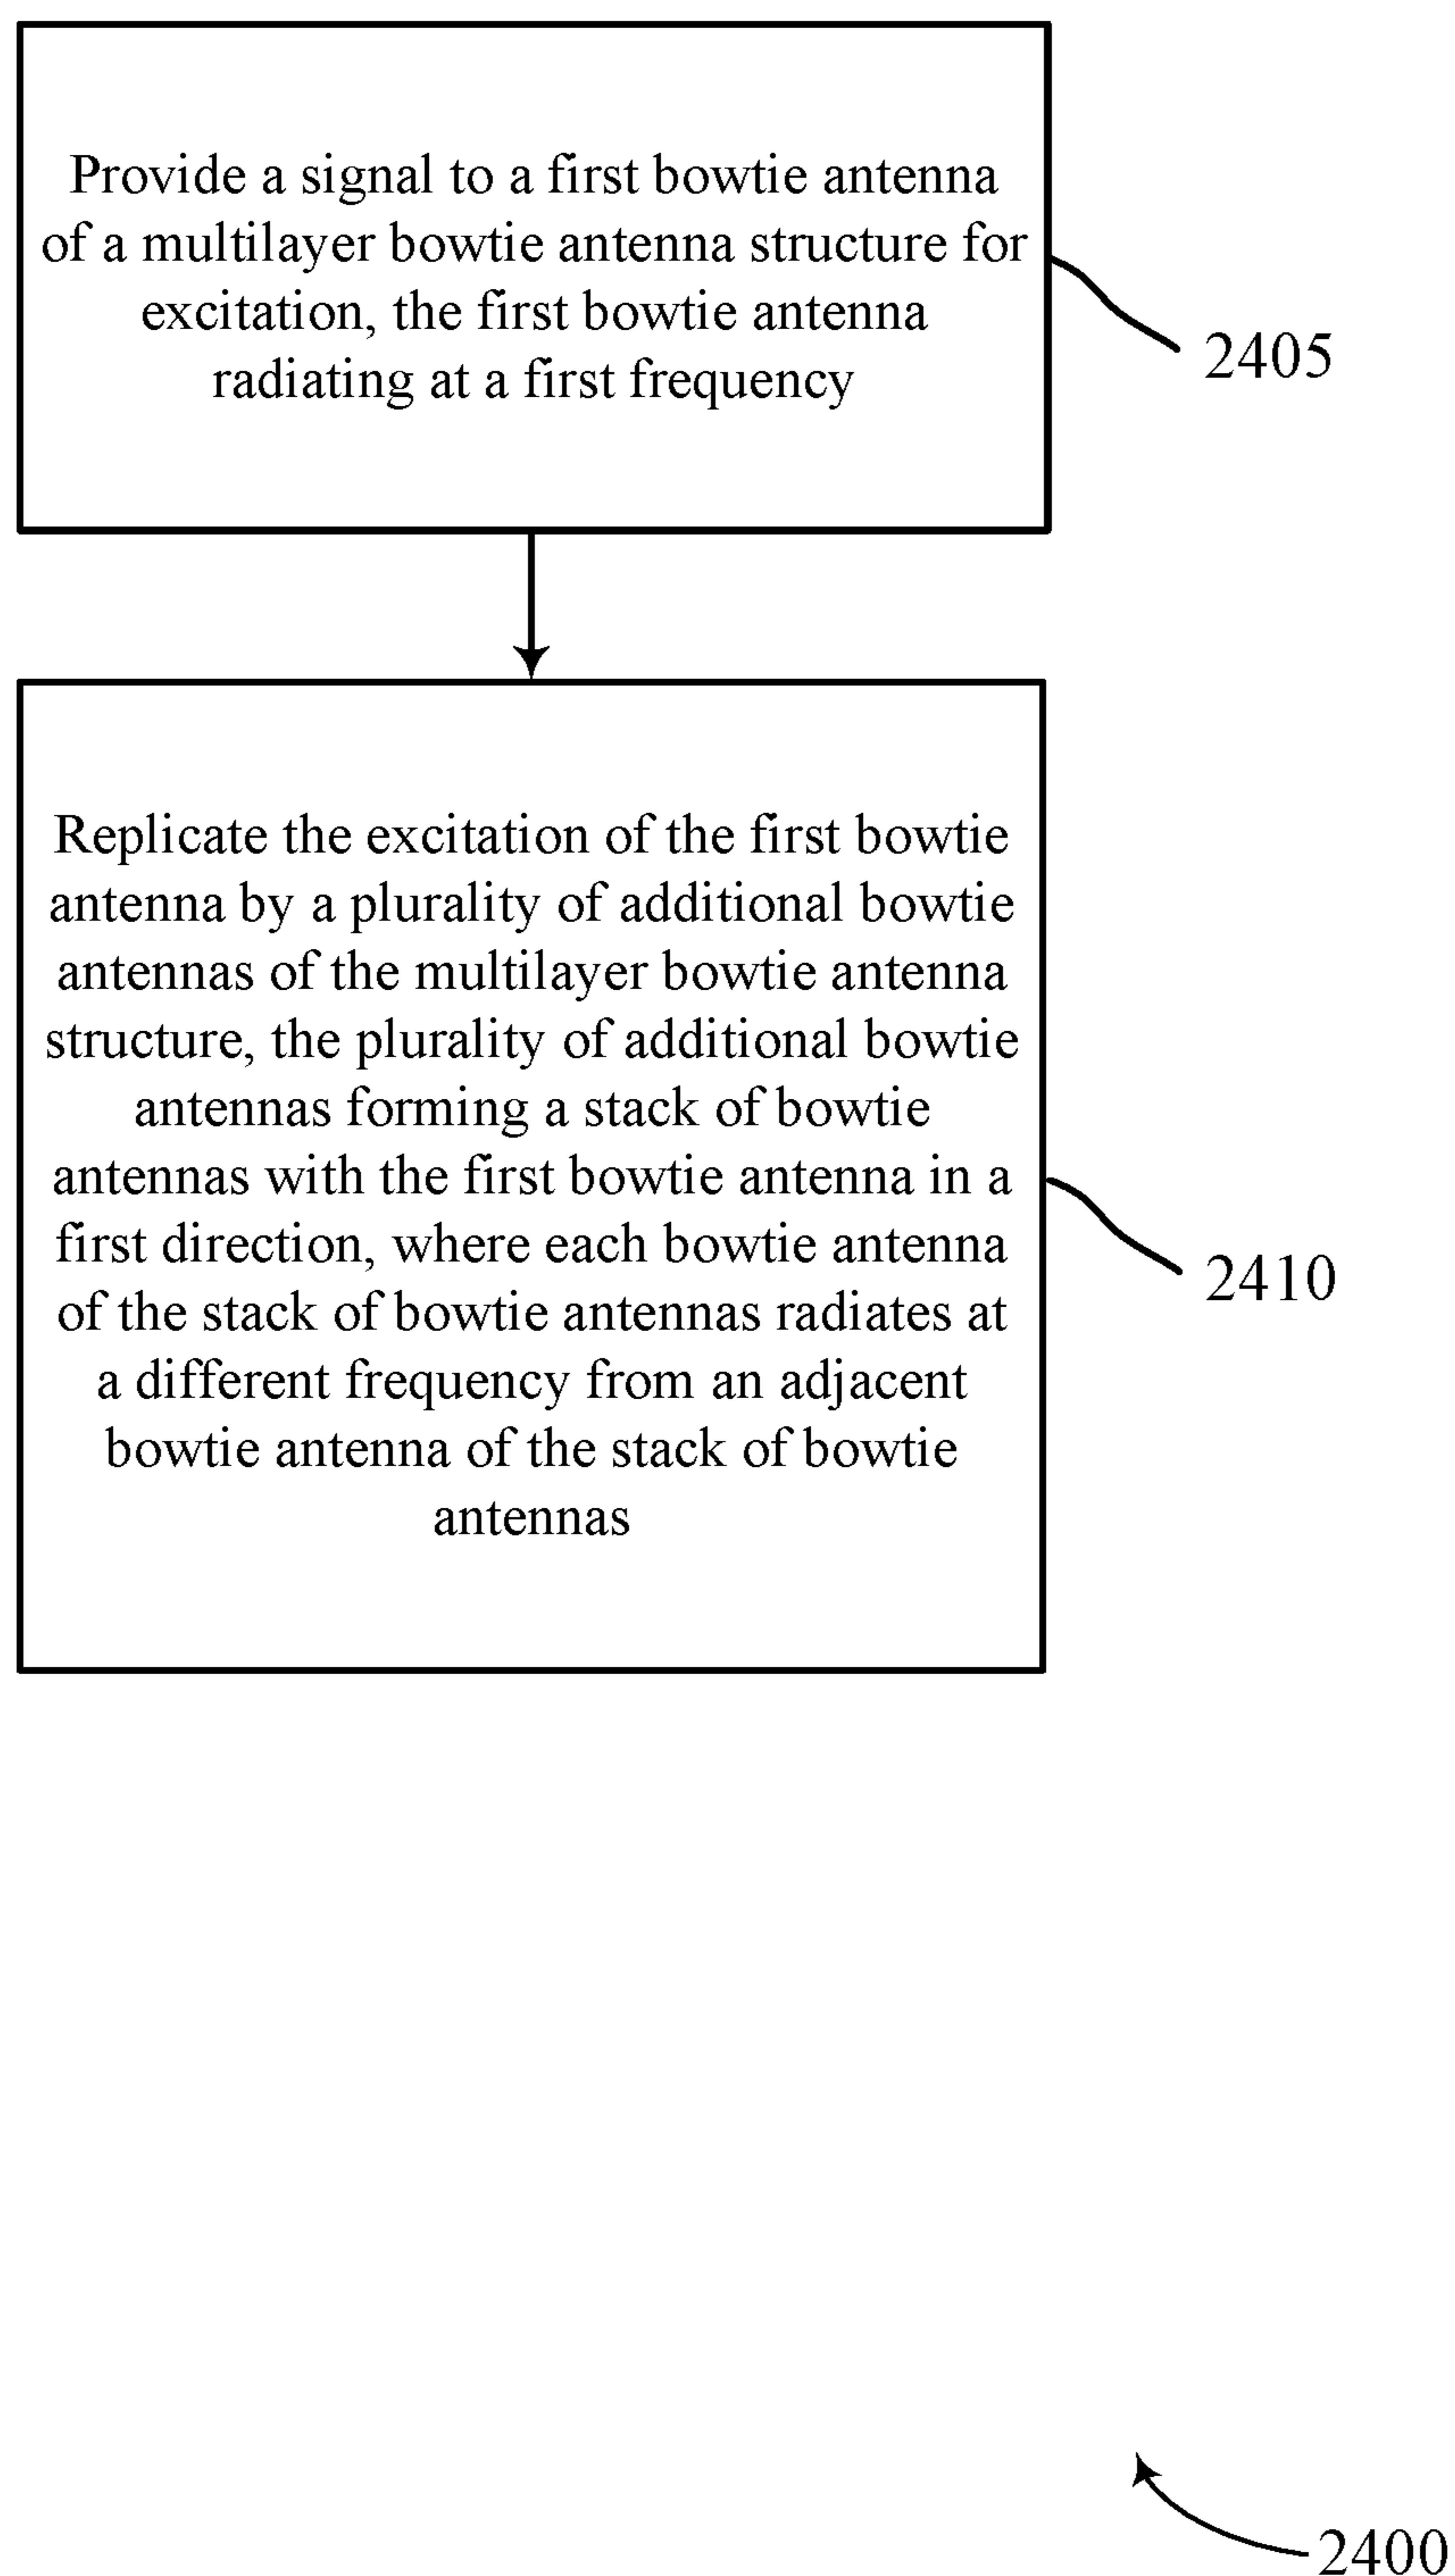 Provide a signal to a first bowtie antenna
of a multilayer bowtie antenna structure for
excitation, the first bowtie antenna
radiating at a first frequency
2405
Replicate the excitation of the first bowtie
antenna by a plurality of additional bowtie
antennas of the multilayer bowtie antenna
structure, the plurality of additional bowtie
antennas forming a stack of bowtie
antennas with the first bowtie antenna in a
first direction, where each bowtie antenna
of the stack of bowtie antennas radiates at
a different frequency from an adjacent
bowtie antenna of the stack of bowtie
antennas
2410
2400